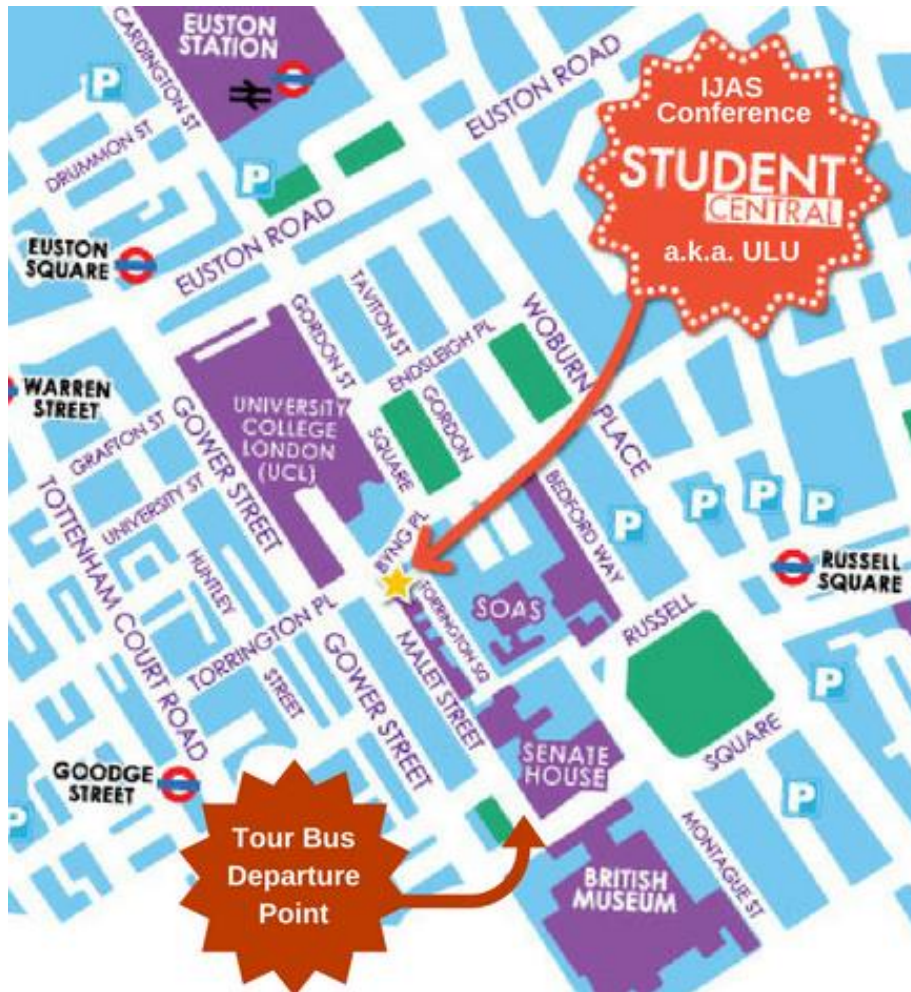 EUSTON
STATION
CARDINGTON ST
P
DRUMMON ST
P
EUSTON ROAD
IJAS
Conference
STUDENT
CENTRAL
a.k.a. ULU
EUSTON
SQUARE
EUSTON ROAD
P
WARREN
STREET
GORDON ST
TAVITON ST
ENDSLEIGH PL
WOBURN PLACE
GRAFTON ST
GOWER STREET
UNIVERSITY
COLLEGE
LONDON
(UCL)
SQUARE
GORDON
UNIVERSITY ST
TOTTENHAM COURT ROAD
HUNTLEY
BYNG PL
BEDFORD WAY
P
P
P
P
RUSSELL
SQUARE
TORRINGTON PL
STREET
TORRINGTON SQ
SOAS
RUSSELL
SQUARE
P
GOWER STREET
MALET STREET
SENATE
HOUSE
GOODGE
STREET
P
P
MONTAGUE ST
Tour Bus
Departure
Point
BRITISH
MUSEUM